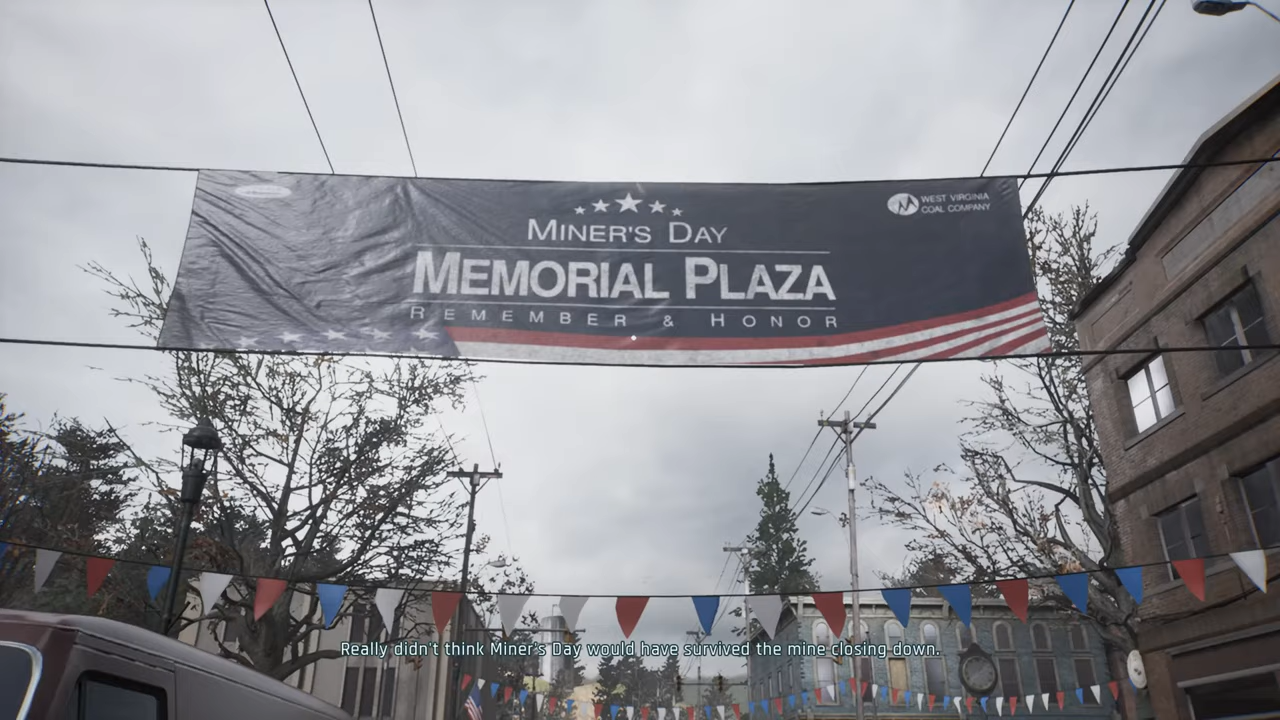 WEST VIRGINIA
COAL COMPANY
MINER'S DAY
MEMORIAL PLAZA
REMEMBER & HONOR
Really didn't think Miner's Day would have survived the mine closing down.